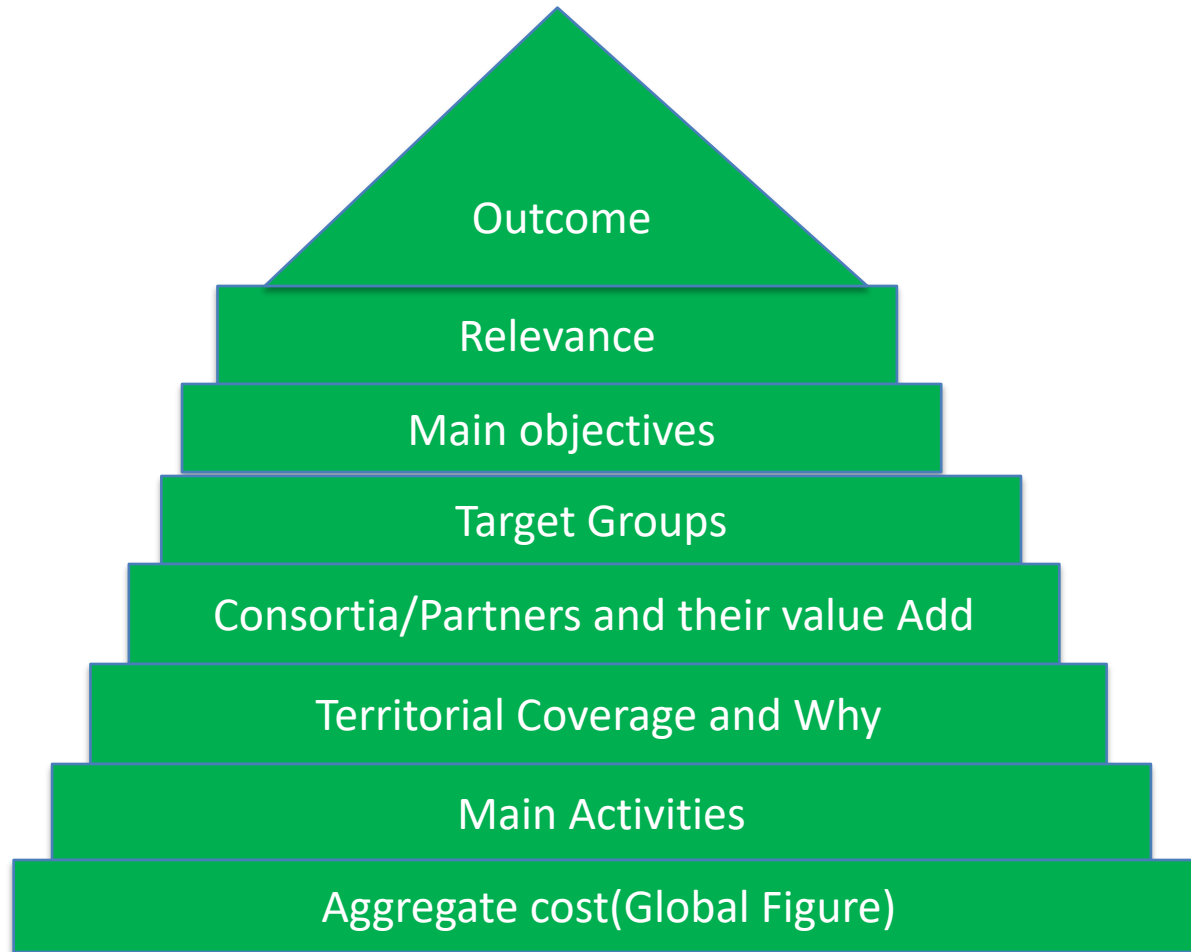 Outcome
Relevance
Main objectives
Target Groups
Consortia/Partners and their value Add
Territorial Coverage and Why
Main Activities
Aggregate cost(Global Figure)